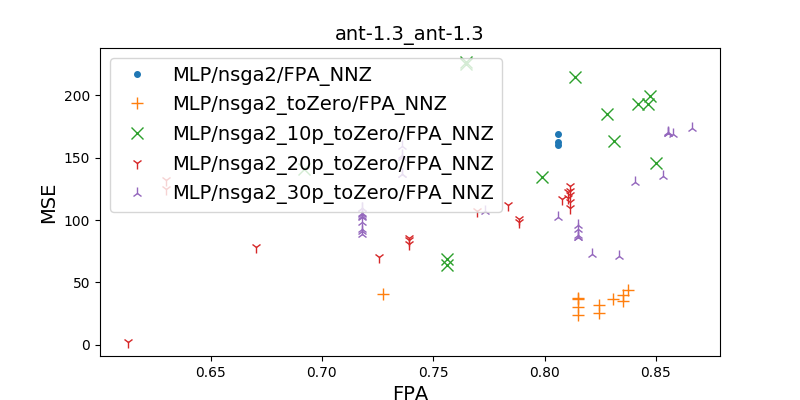 ant-1.3_ant-1.3
MLP/nsga2/FPA_NNZ
MLP/nsga2_toZero/FPA_NNZ
MLP/nsga2_10p_toZero/FPA_NNZ
MLP/nsga2_20p_toZero/FPA_NNZ
MLP/nsga2_30p_toZero/FPA_NNZ
MSE
200
150
100
50
0
0.65 0.70 0.75 0.80 0.85
FPA